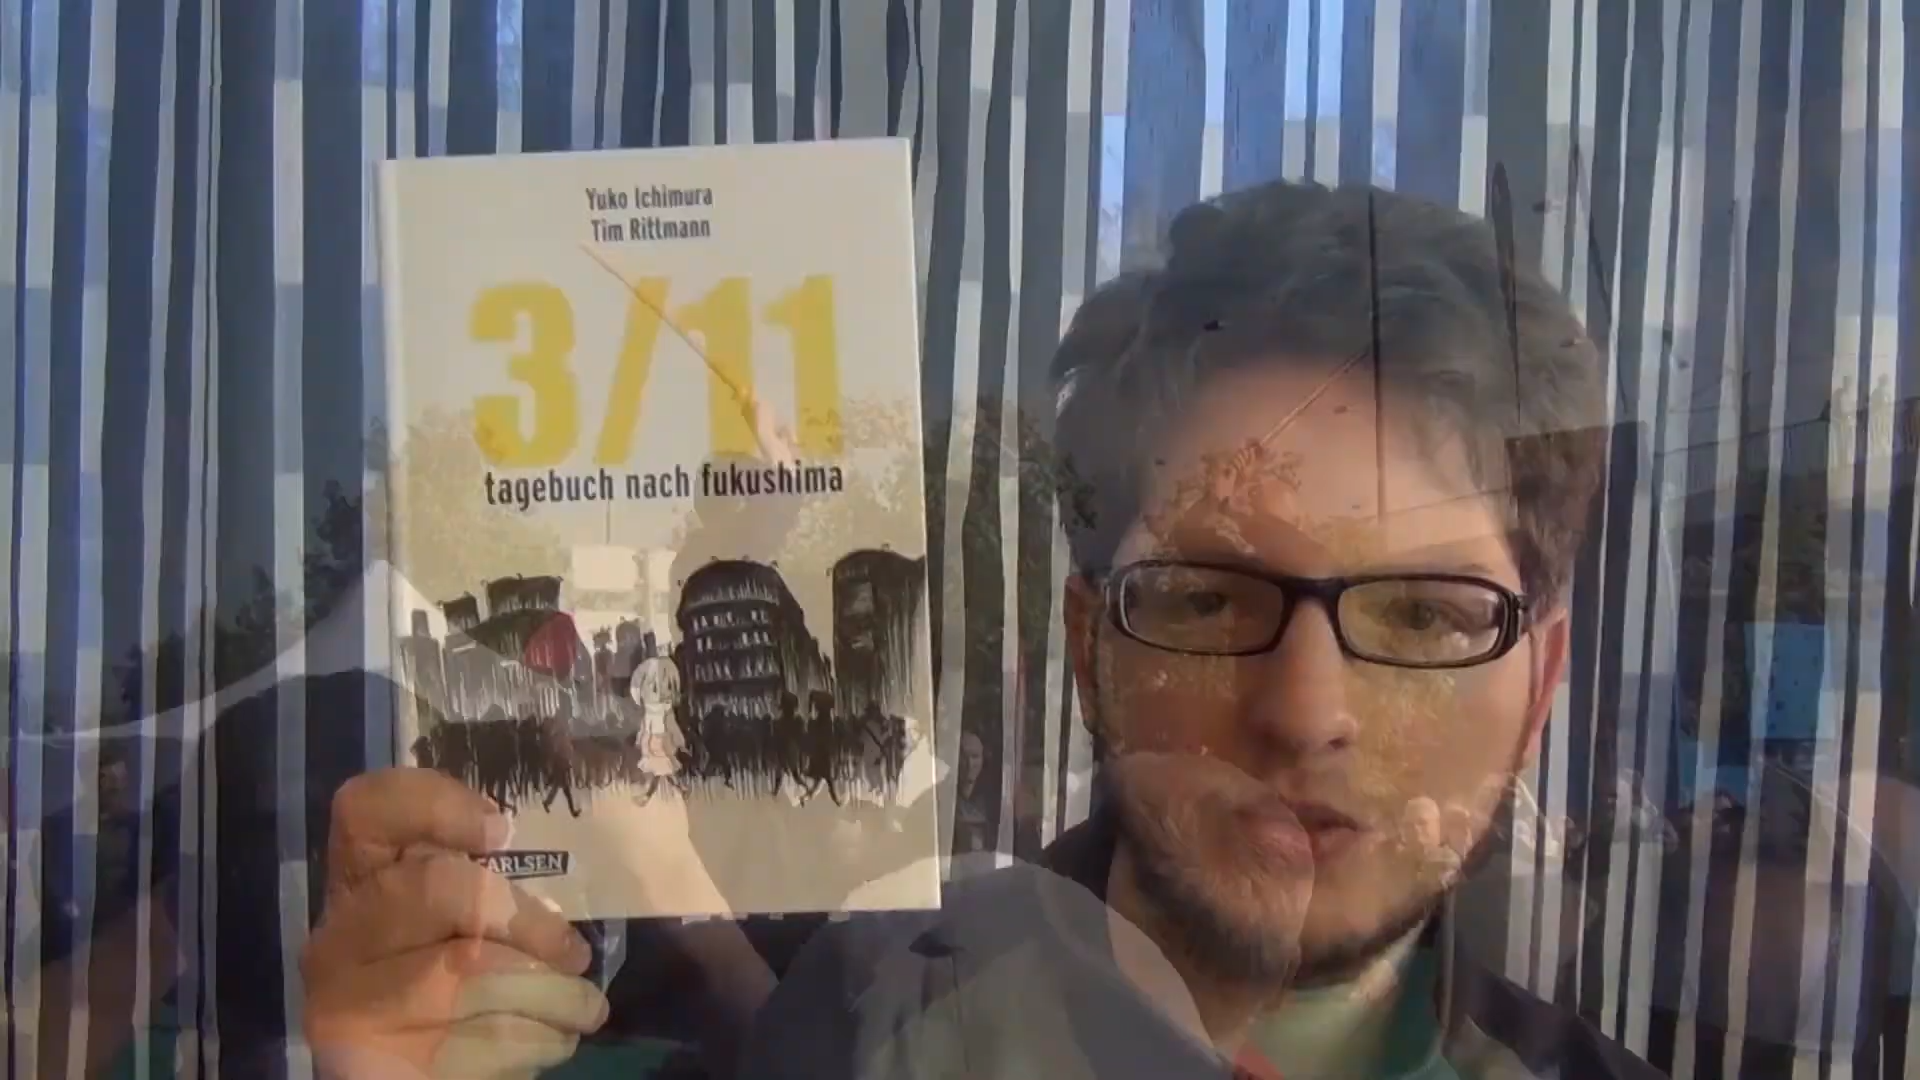 Yuko Ichimura
Tim Rittmann
3/11
tagebuch nach fukushima
CARLSEN